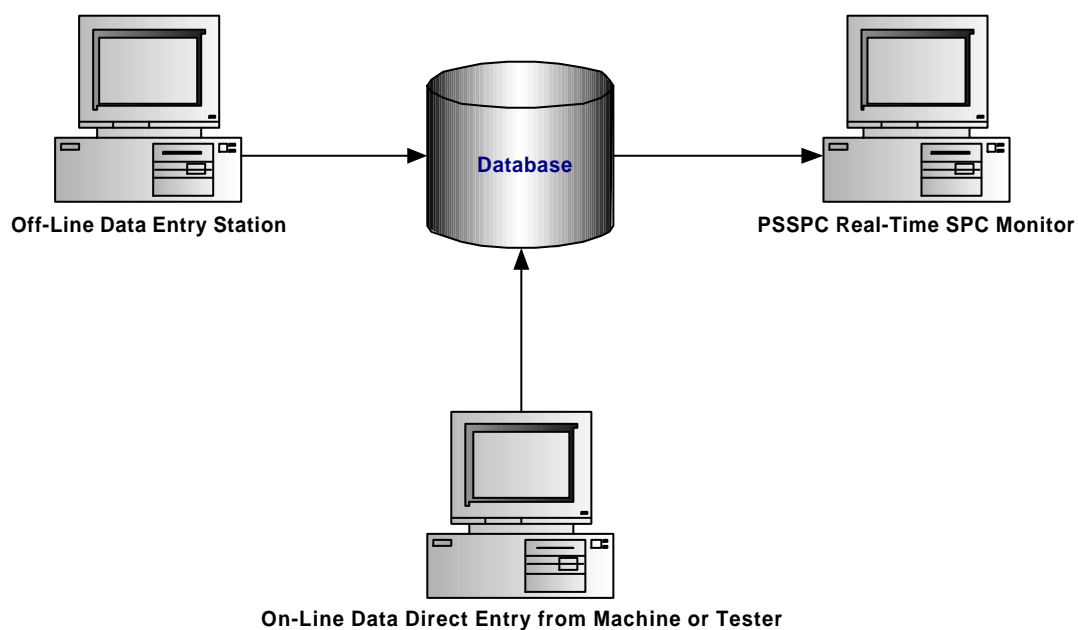 Database
Off-Line Data Entry Station
PSSPC Real-Time SPC Monitor
On-Line Data Direct Entry from Machine or Tester